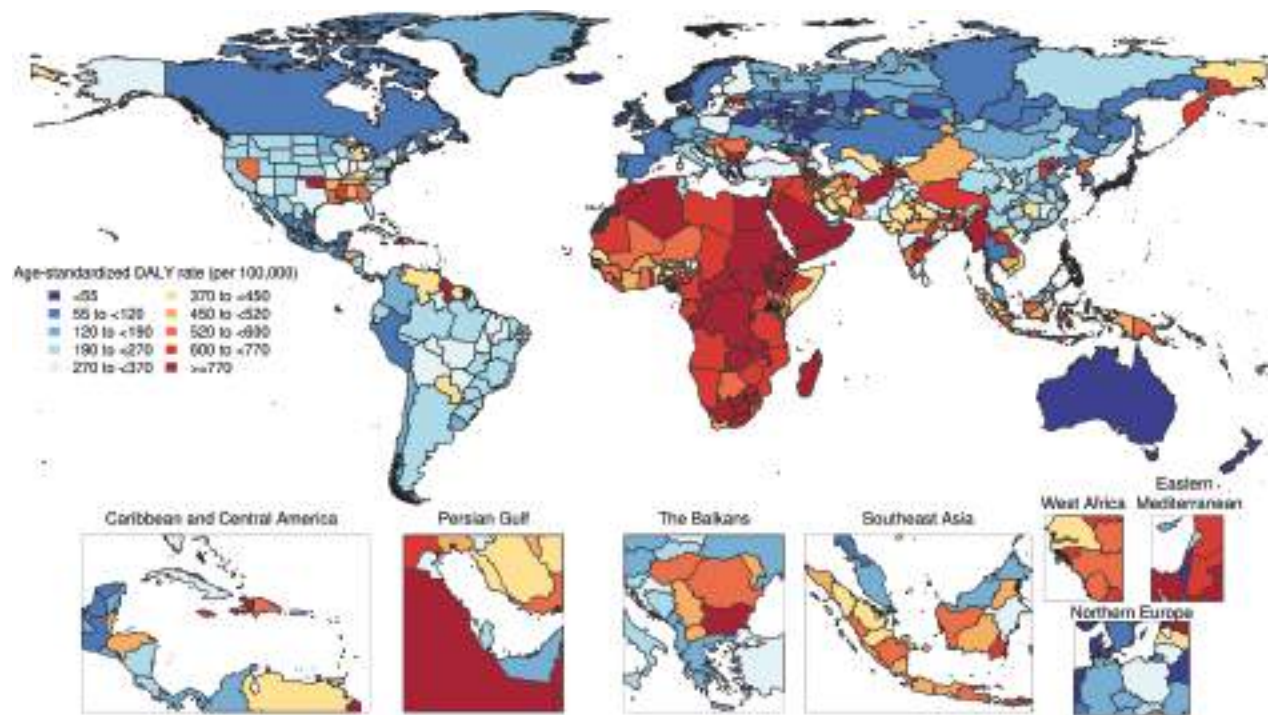 Age-standardized DALY rate (per 100,000)
<55
55 to <120
120 to <190
190 to <270
270 to <370
370 to <450
450 to <520
520 to <600
600 to <770
>=770
Caribbean and Central America
Persian Gulf
The Balkans
Southeast Asia
West Africa
Eastern
Mediterranean
Northern Europe